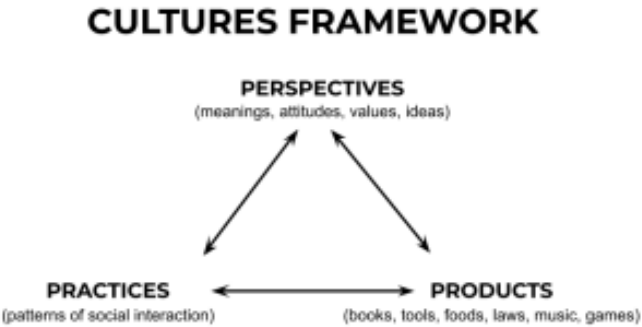 CULTURES FRAMEWORK
PERSPECTIVES
(meanings, attitudes, values, ideas)
PRACTICES
(patterns of social interaction)
PRODUCTS
(books, tools, foods, laws, music, games)